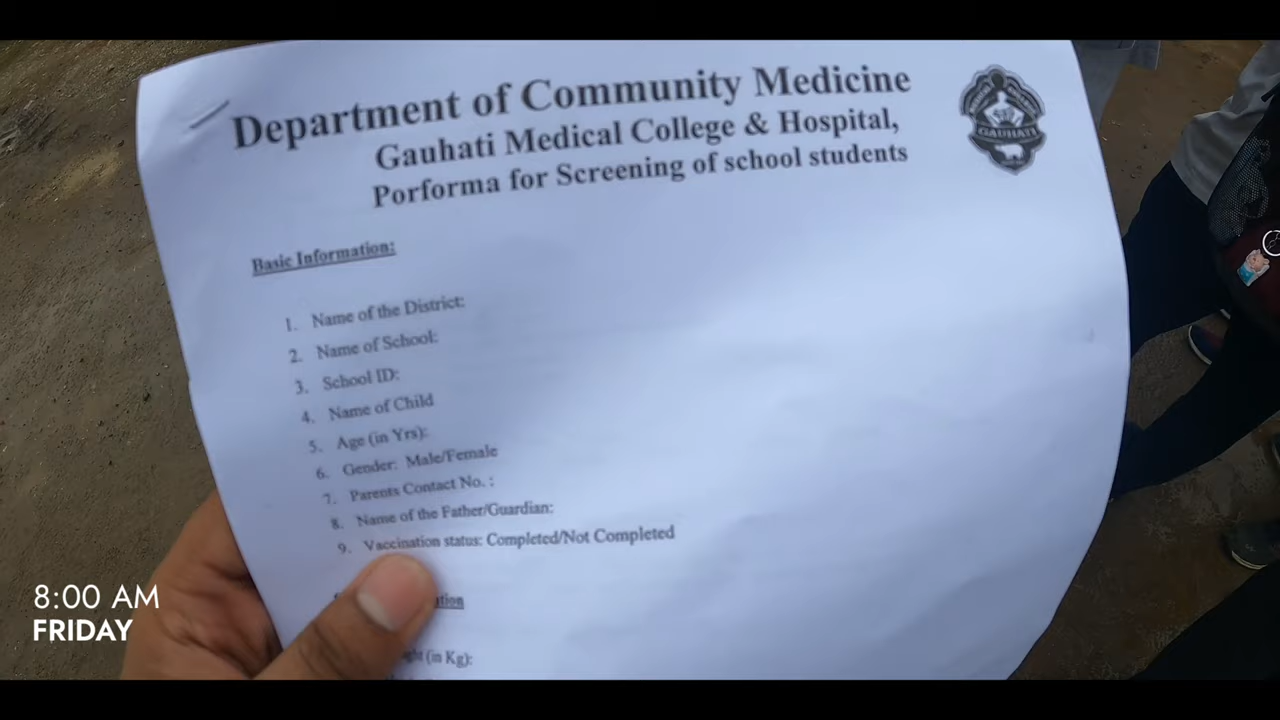 Department of Community Medicine
Gauhati Medical College & Hospital,
Porforma for Screening of school students
GAUHATI
Basic Information:
1. Name of the District:
2. Name of School:
3. School ID:
4. Name of Child
5. Age (in Yrs):
6. Gender: Male/Female
7. Parents Contact No. :
8. Name of the Father/Guardian:
9. Vaccination status: Completed/Not Completed
(in Kg):
8:00 AM
FRIDAY